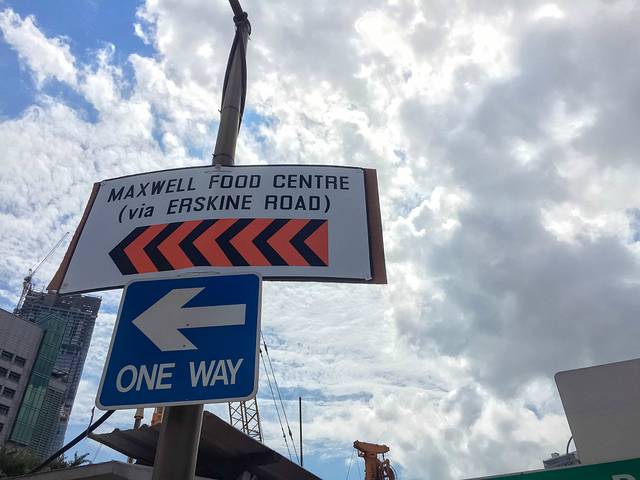 MAXWELL FOOD CENTRE
(via ERSKINE ROAD)
ONE WAY